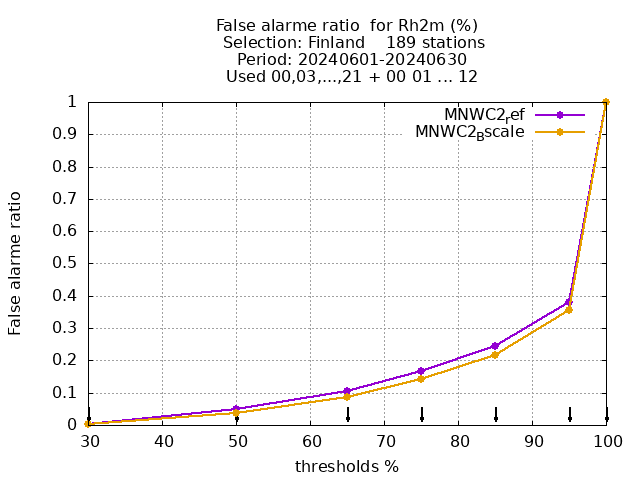 False alarme ratio  for Rh2m (%)
Selection: Finland    189 stations
Period: 20240601-20240630
Used 00,03,...,21 + 00 01 ... 12
MNWC2ref
MNWC2Bscale
False alarme ratio
1
0.9
0.8
0.7
0.6
0.5
0.4
0.3
0.2
0.1
0
30 40 50 60 70 80 90 100
thresholds %